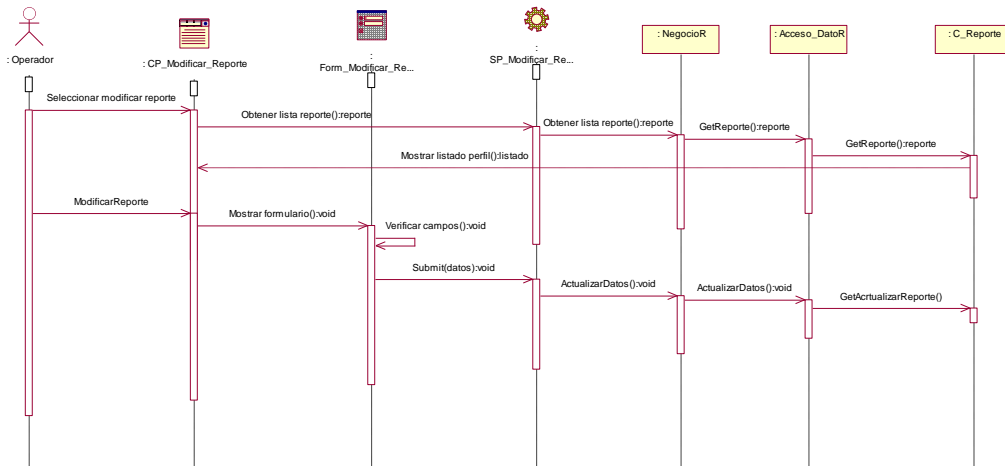 : Operador
: CP_Modificar_Reporte
:
Form_Modificar_Re...
:
SP_Modificar_Re...
: NegocioR
: Acceso_DatoR
: C_Reporte
Seleccionar modificar reporte
Obtener lista reporte():reporte
Obtener lista reporte():reporte
GetReporte():reporte
GetReporte():reporte
Mostrar listado perfil():listado
ModificarReporte
Mostrar formulario():void
Verificar campos():void
Submit(datos):void
ActualizarDatos():void
ActualizarDatos():void
GetAcrtualizarReporte()